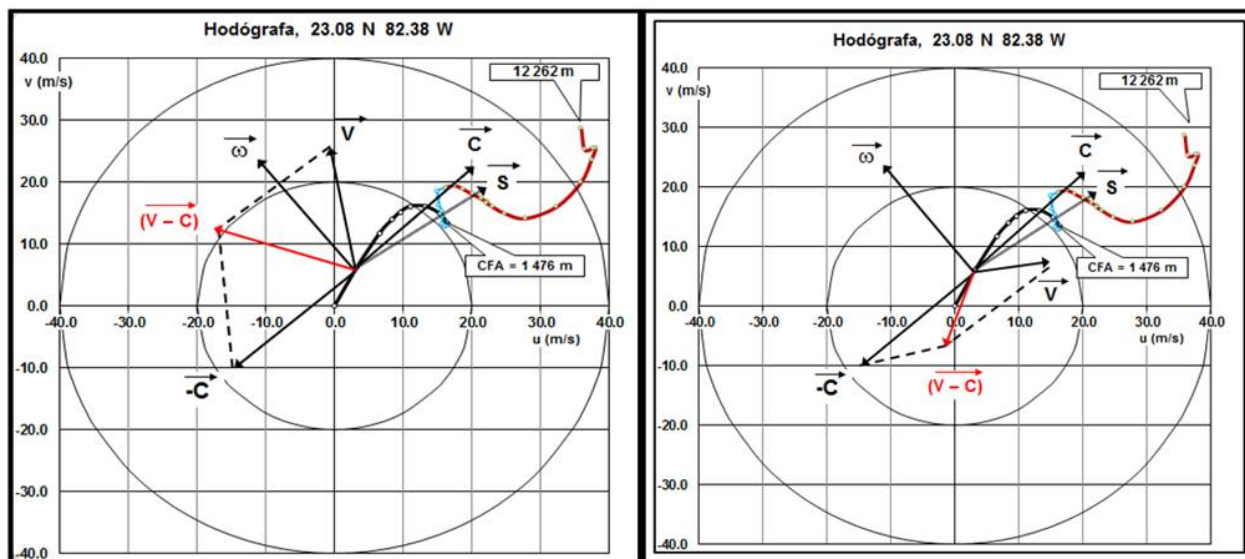 Hodógrafa, 23.08 N 82.38 W
40.0
v (m/s)
12 262 m
30.0
V
ω
C
20.0
S
(V – C)
10.0
CFA = 1 476 m
0.0
-40.0 -30.0 -20.0 -10.0 0.0 10.0 20.0 30.0 40.0
u (m/s)
-10.0
-C
-20.0
-30.0
-40.0
Hodógrafa, 23.08 N 82.38 W
40.0
v (m/s)
12 262 m
30.0
ω
C
20.0
S
10.0
CFA = 1 476 m
V
0.0
-40.0 -30.0 -20.0 -10.0 0.0 10.0 20.0 30.0 40.0
u (m/s)
-10.0
-C
(V – C)
-20.0
-30.0
-40.0